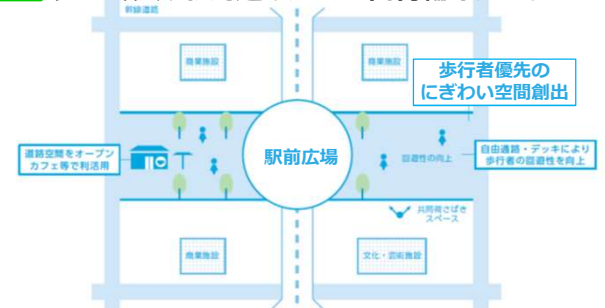 幹線道路
商業施設
商業施設
歩行者優先の
にぎわい空間創出
道路空間をオープン
カフェ等で利活用
駅前広場
回遊性の向上
自由通路・デッキにより
歩行者の回遊性を向上
共同荷さばき
スペース
商業施設
文化・芸術施設